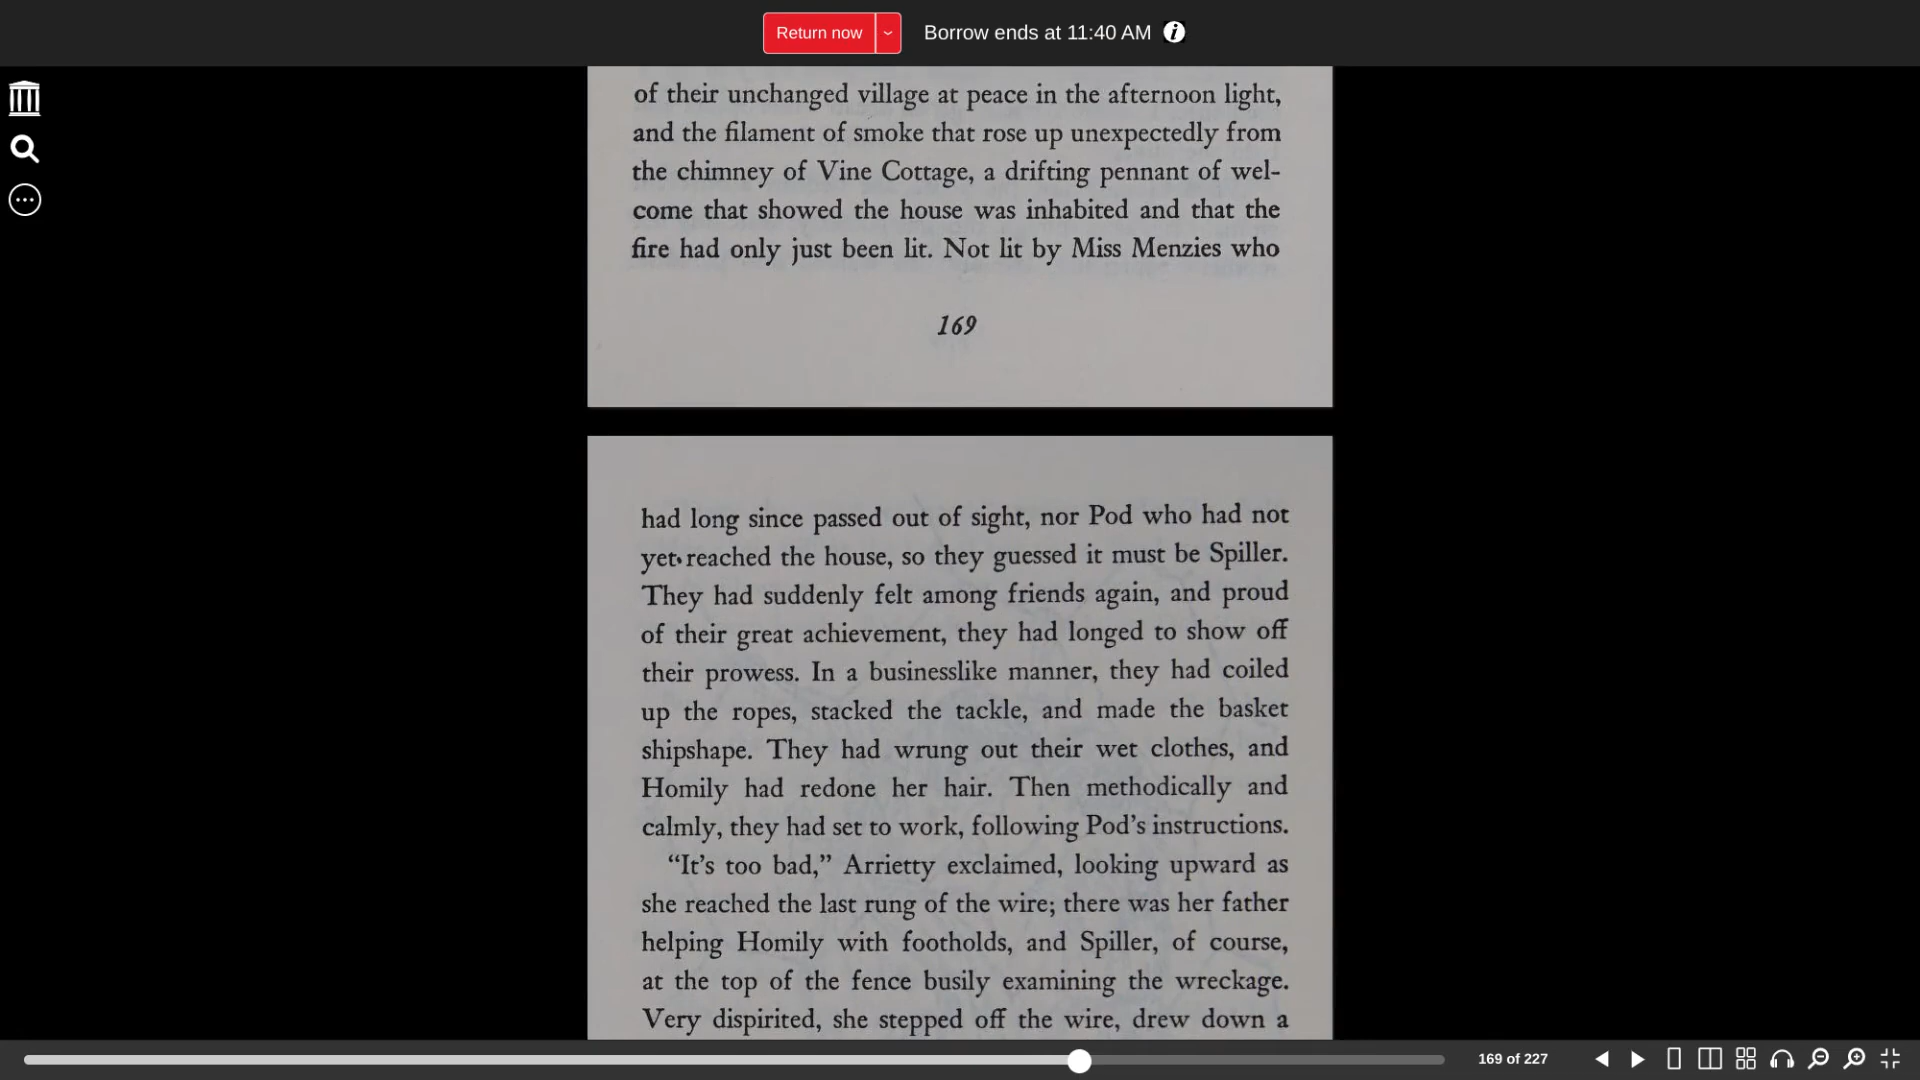 Return now
Borrow ends at 11:40 AM
of their unchanged village at peace in the afternoon light,
and the filament of smoke that rose up unexpectedly from
the chimney of Vine Cottage, a drifting pennant of wel-
come that showed the house was inhabited and that the
fire had only just been lit. Not lit by Miss Menzies who
169
had long since passed out of sight, nor Pod who had not
yet reached the house, so they guessed it must be Spiller.
They had suddenly felt among friends again, and proud
of their great achievement, they had longed to show off
their prowess. In a businesslike manner, they had coiled
up the ropes, stacked the tackle, and made the basket
shipshape. They had wrung out their wet clothes, and
Homily had redone her hair. Then methodically and
calmly, they had set to work, following Pod's instructions.
“It's too bad,” Arrietty exclaimed, looking upward as
she reached the last rung of the wire; there was her father
helping Homily with footholds, and Spiller, of course,
at the top of the fence busily examining the wreckage.
Very dispirited, she stepped off the wire, drew down a
169 of 227